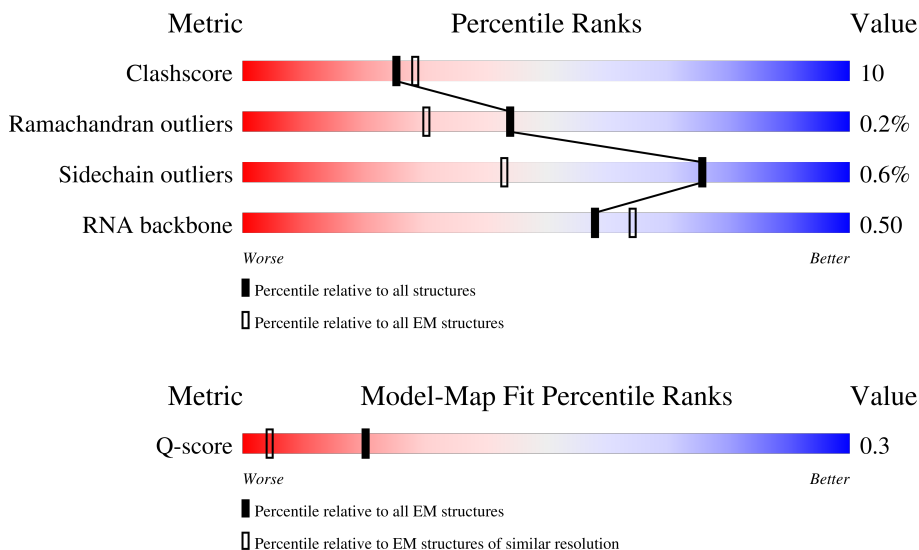 Metric Percentile Ranks Value
Clashscore 10
Ramachandran outliers 0.2%
Sidechain outliers 0.6%
RNA backbone 0.50
Worse Better
Percentile relative to all structures
Percentile relative to all EM structures
Metric Model-Map Fit Percentile Ranks Value
Q-score 0.3
Worse Better
Percentile relative to all EM structures
Percentile relative to EM structures of similar resolution